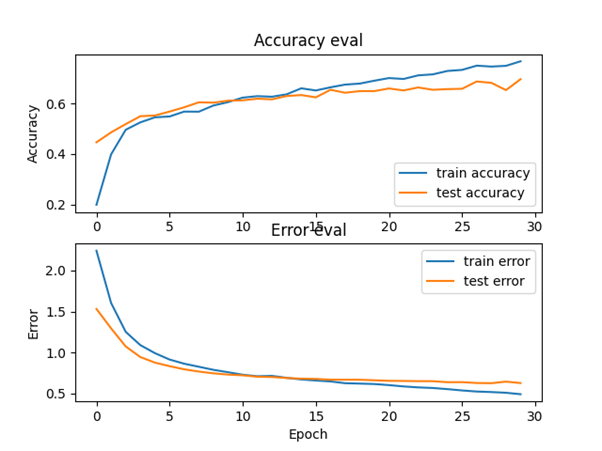 Accuracy eval
Accuracy
0.6
0.4
0.2
train accuracy
test accuracy
0 5 10 15 20 25 30
Error eval
Error
2.0
1.5
1.0
0.5
train error
test error
0 5 10 15 20 25 30
Epoch